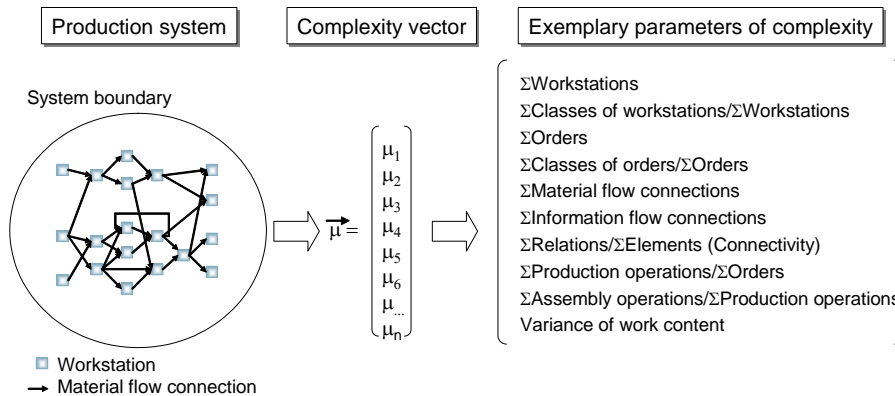 Production system
Complexity vector
Exemplary parameters of complexity
System boundary
Workstation
Material flow connection
μ =
μ1
μ2
μ3
μ4
μ5
μ6
μ...
μn
ΣWorkstations
ΣClasses of workstations/ΣWorkstations
ΣOrders
ΣClasses of orders/ΣOrders
ΣMaterial flow connections
ΣInformation flow connections
ΣRelations/ΣElements (Connectivity)
ΣProduction operations/ΣOrders
ΣAssembly operations/ΣProduction operations
Variance of work content